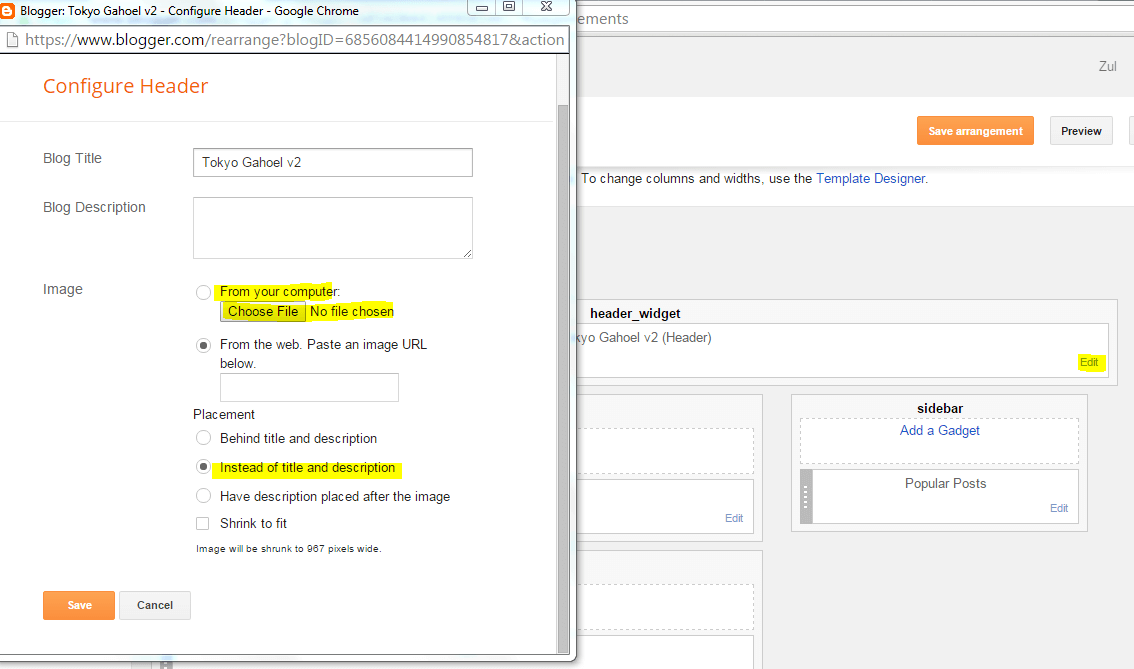 Blogger: Tokyo Gahoel v2 - Configure Header - Google Chrome
https://www.blogger.com/rearrange?blogID=6856084414990854817&action
Configure Header
Blog Title
Tokyo Gahoel v2
Blog Description
Image
From your computer:
Choose File No file chosen
From the web. Paste an image URL
below.
Placement
Behind title and description
Instead of title and description
Have description placed after the image
Shrink to fit
Image will be shrunk to 967 pixels wide.
Save Cancel
ements
Zul
Save arrangement Preview
To change columns and widths, use the Template Designer.
header_widget
kyo Gahoel v2 (Header)
Edit
sidebar
Add a Gadget
Popular Posts
Edit
Edit